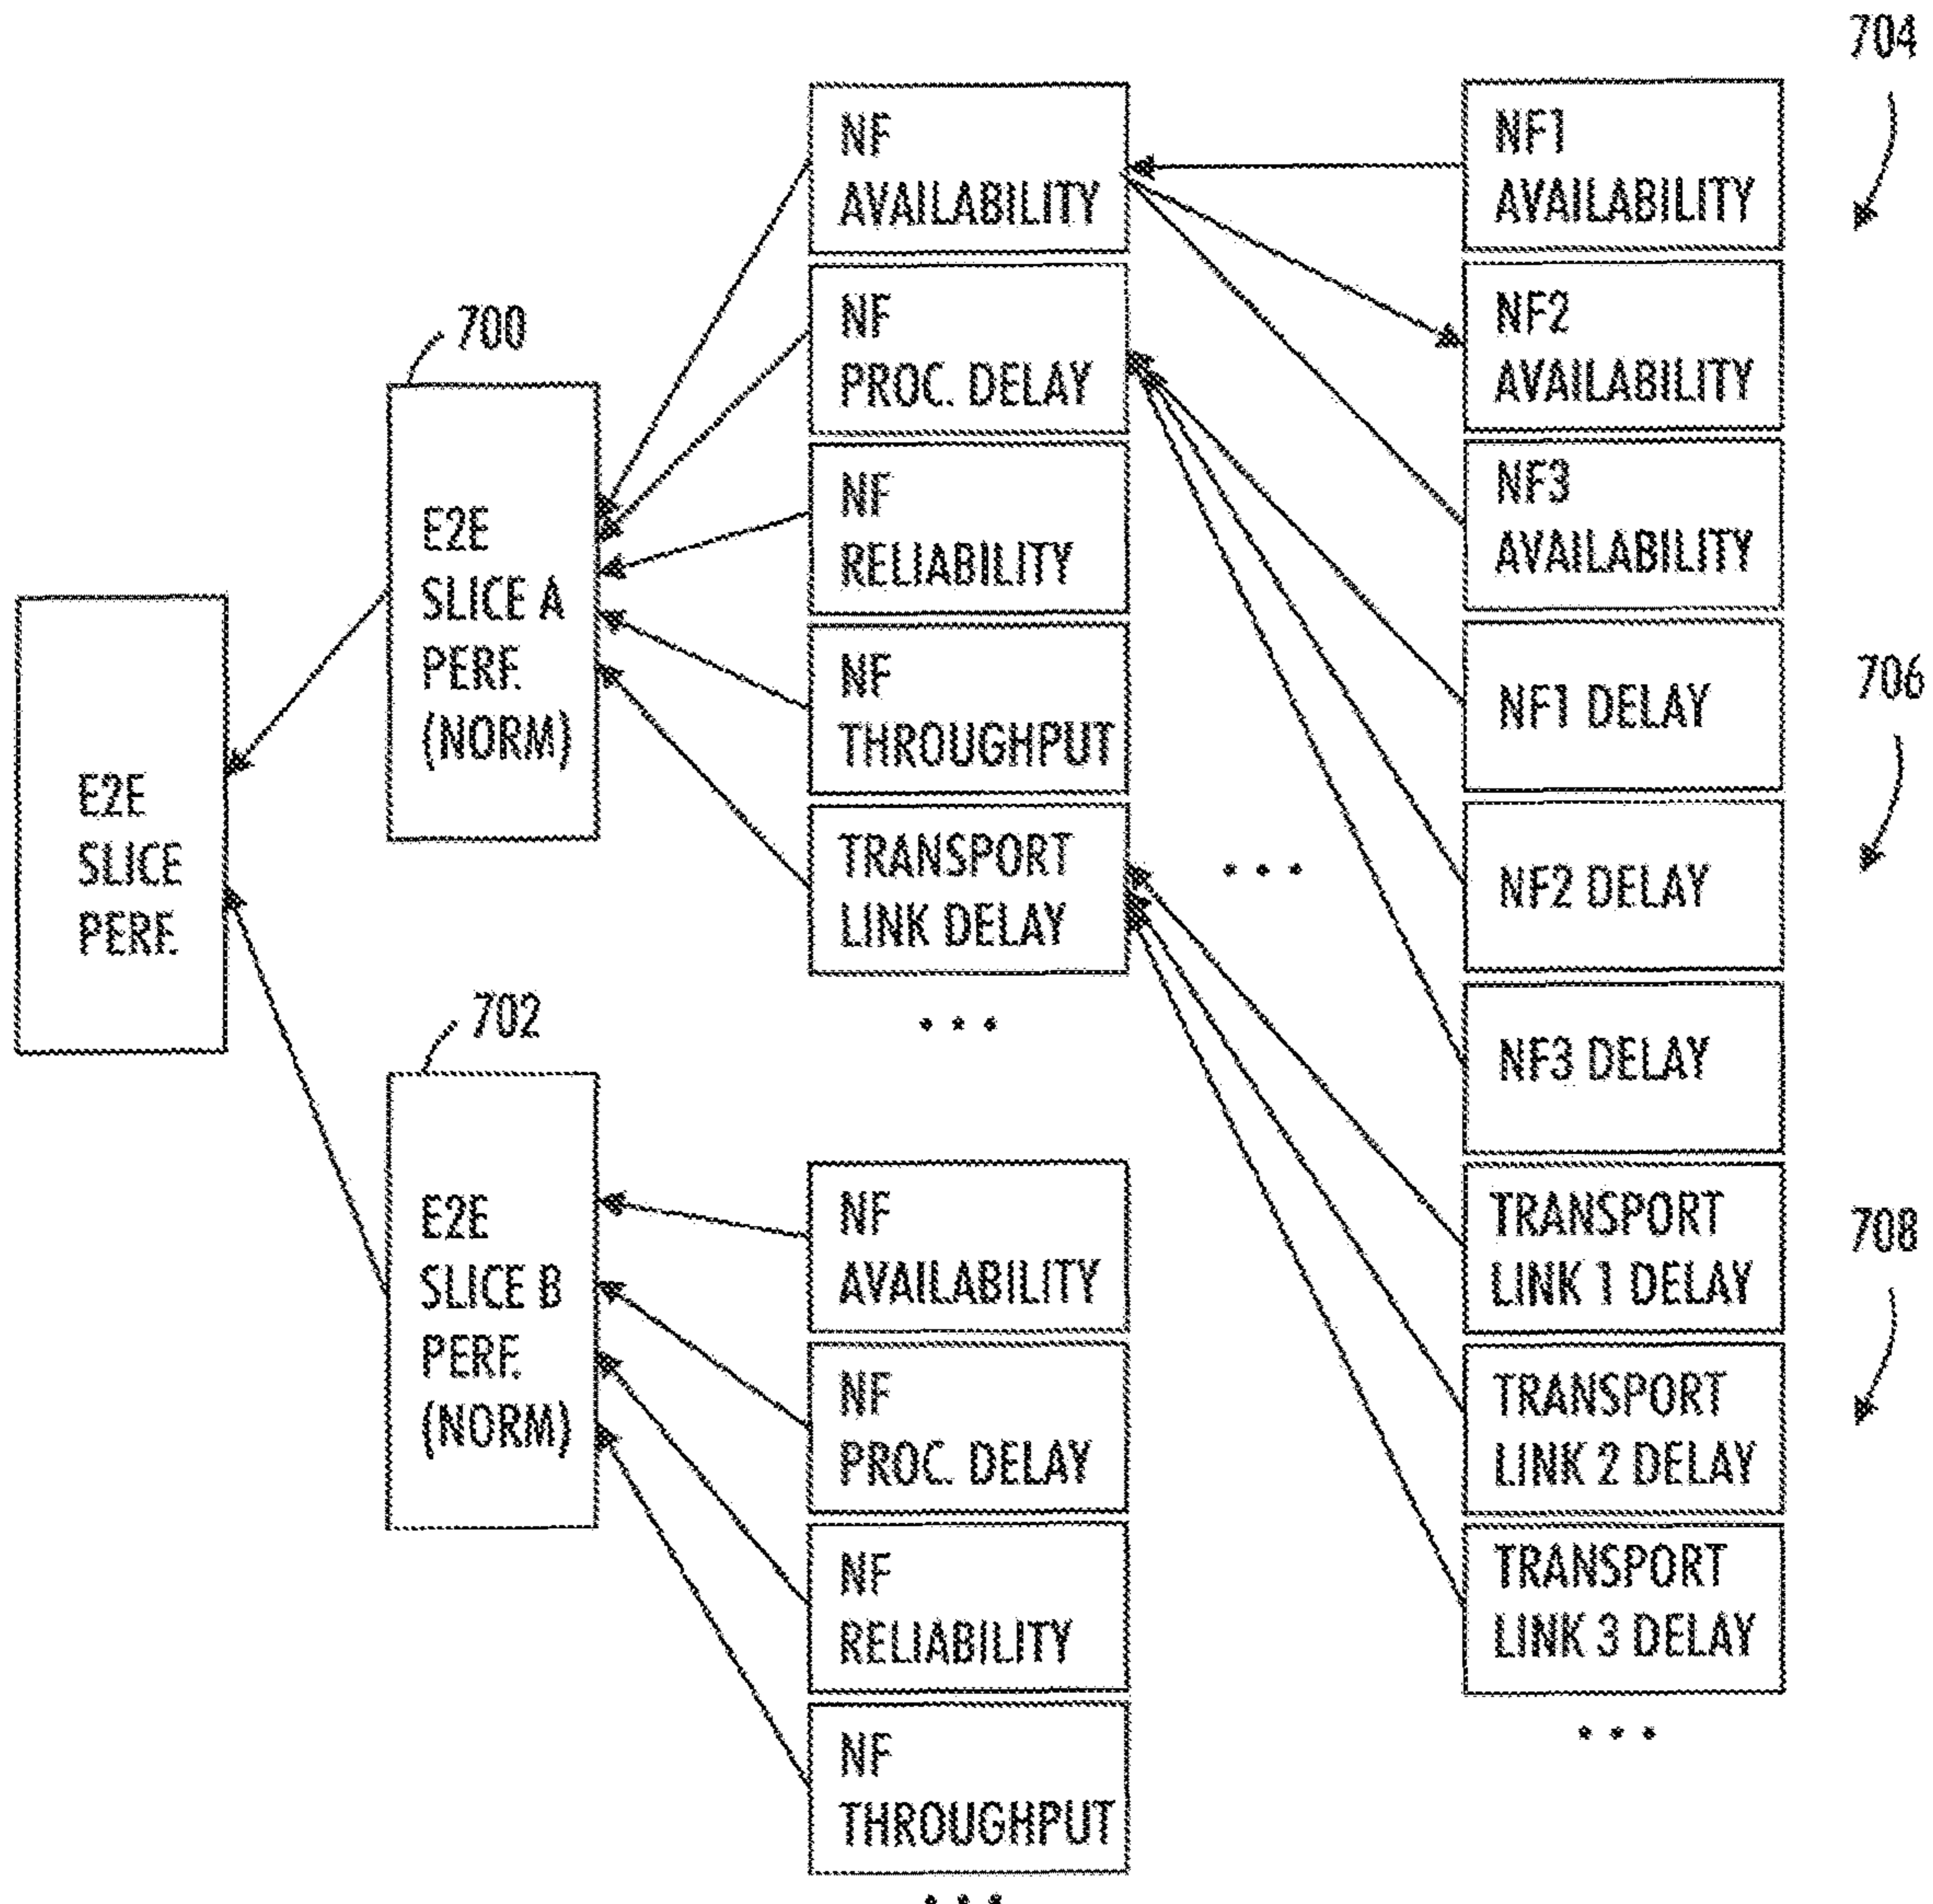 E2E
SLICE
PERF.
700
E2E
SLICE A
PERF.
(NORM)
702
E2E
SLICE B
PERF.
(NORM)
NF
AVAILABILITY
NF
PROC. DELAY
NF
RELIABILITY
NF
THROUGHPUT
TRANSPORT
LINK DELAY
...
NF
AVAILABILITY
NF
PROC. DELAY
NF
RELIABILITY
NF
THROUGHPUT
...
...
NF1
AVAILABILITY
NF2
AVAILABILITY
NF3
AVAILABILITY
NF1 DELAY
NF2 DELAY
NF3 DELAY
TRANSPORT
LINK 1 DELAY
TRANSPORT
LINK 2 DELAY
TRANSPORT
LINK 3 DELAY
...
704
706
708